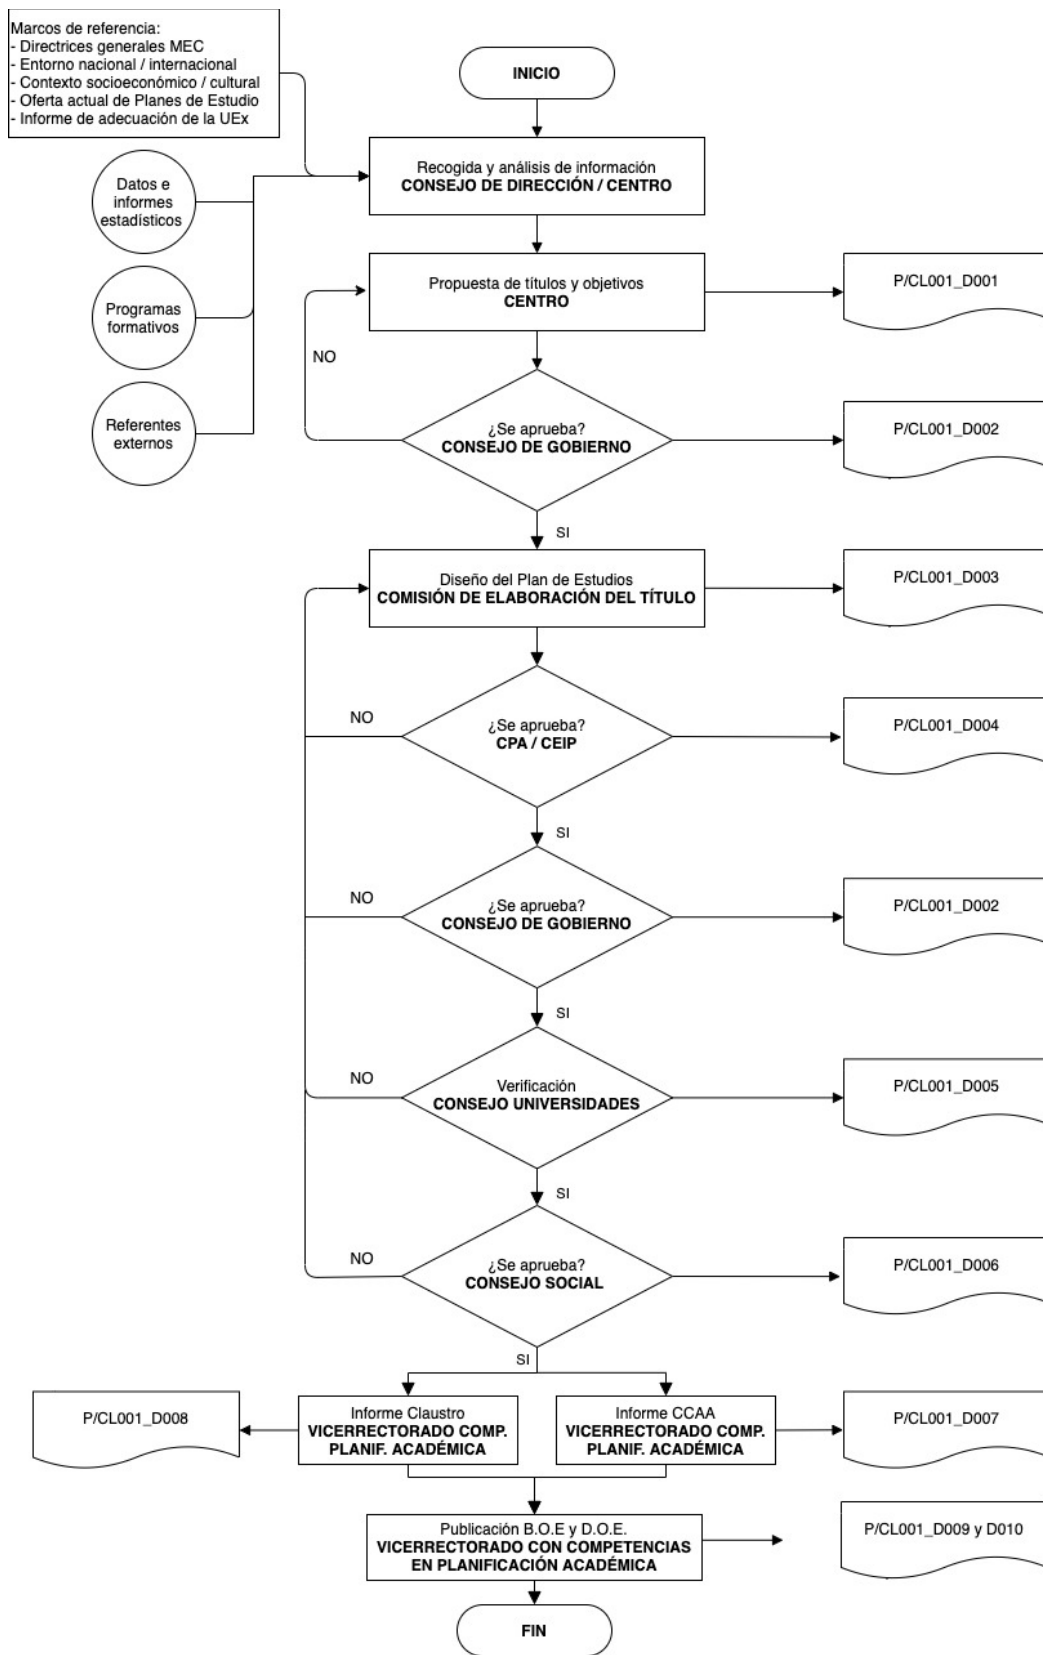 Marcos de referencia:
- Directrices generales MEC
- Entorno nacional / internacional
- Contexto socioeconómico / cultural
- Oferta actual de Planes de Estudio
- Informe de adecuación de la UEx
INICIO
Recogida y análisis de información
CONSEJO DE DIRECCIÓN / CENTRO
Datos e
informes
estadísticos
Propuesta de títulos y objetivos
CENTRO
P/CL001_D001
Programas
formativos
NO
Referentes
externos
¿Se aprueba?
CONSEJO DE GOBIERNO
P/CL001_D002
SI
Diseño del Plan de Estudios
COMISIÓN DE ELABORACIÓN DEL TÍTULO
P/CL001_D003
NO
¿Se aprueba?
CPA / CEIP
P/CL001_D004
SI
NO
¿Se aprueba?
CONSEJO DE GOBIERNO
P/CL001_D002
SI
NO
Verificación
CONSEJO UNIVERSIDADES
P/CL001_D005
SI
NO
¿Se aprueba?
CONSEJO SOCIAL
P/CL001_D006
SI
P/CL001_D008
Informe Claustro
VICERRECTORADO COMP.
PLANIF. ACADÉMICA
Informe CCAA
VICERRECTORADO COMP.
PLANIF. ACADÉMICA
P/CL001_D007
Publicación B.O.E y D.O.E.
VICERRECTORADO CON COMPETENCIAS
EN PLANIFICACIÓN ACADÉMICA
P/CL001_D009 y D010
FIN